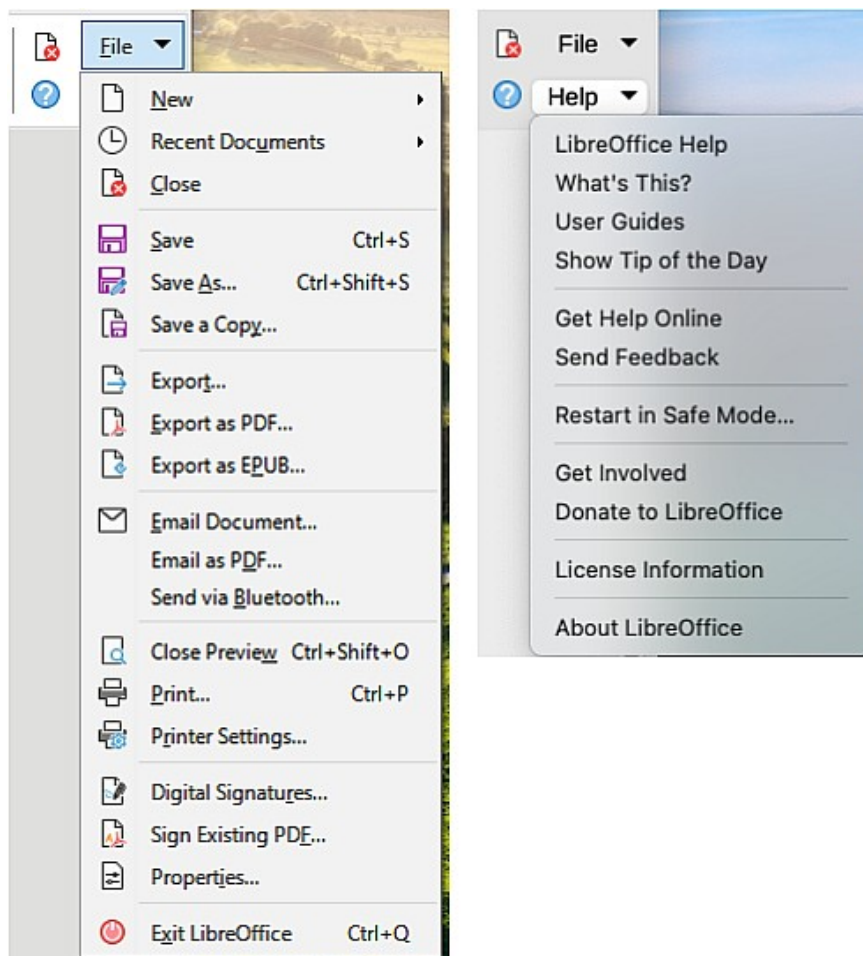 File
New
Recent Documents
Close
Save Ctrl+S
Save As... Ctrl+Shift+S
Save a Copy...
Export...
Export as PDF...
Export as EPUB...
Email Document...
Email as PDF...
Send via Bluetooth...
Close Preview Ctrl+Shift+O
Print... Ctrl+P
Printer Settings...
Digital Signatures...
Sign Existing PDF...
Properties...
Exit LibreOffice Ctrl+Q
File
Help
LibreOffice Help
What's This?
User Guides
Show Tip of the Day
Get Help Online
Send Feedback
Restart in Safe Mode...
Get Involved
Donate to LibreOffice
License Information
About LibreOffice